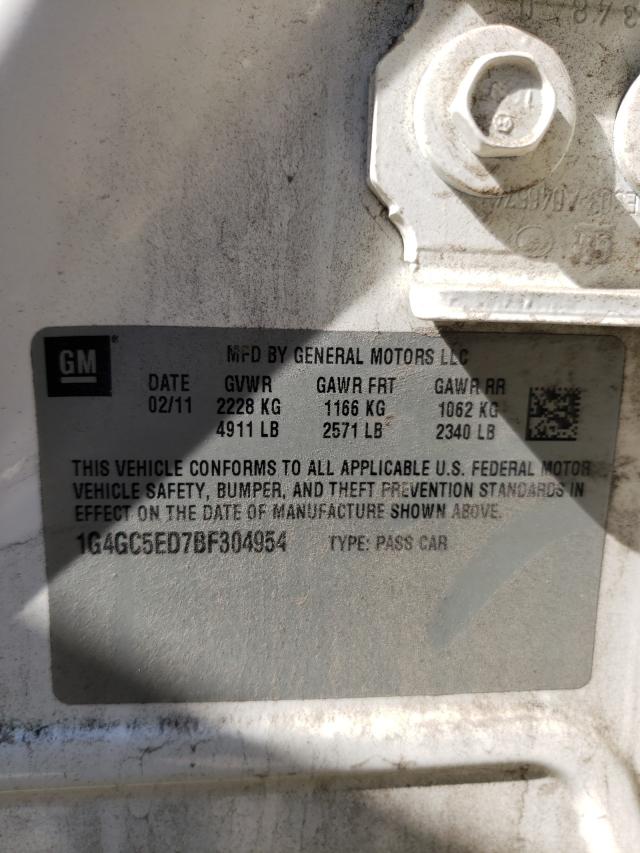 GM
MFD BY GENERAL MOTORS LLC
DATE GVWR GAWR FRT GAWR RR
02/11 2228 KG 1166 KG 1062 KG
4911 LB 2571 LB 2340 LB
THIS VEHICLE CONFORMS TO ALL APPLICABLE U.S. FEDERAL MOTOR
VEHICLE SAFETY, BUMPER, AND THEFT PREVENTION STANDARDS IN
EFFECT ON THE DATE OF MANUFACTURE SHOWN ABOVE.
1G4GC5ED7BF304954 TYPE: PASS CAR